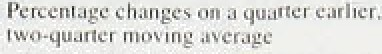 Percentage changes on a quarter earlier,
two-quarter moving average